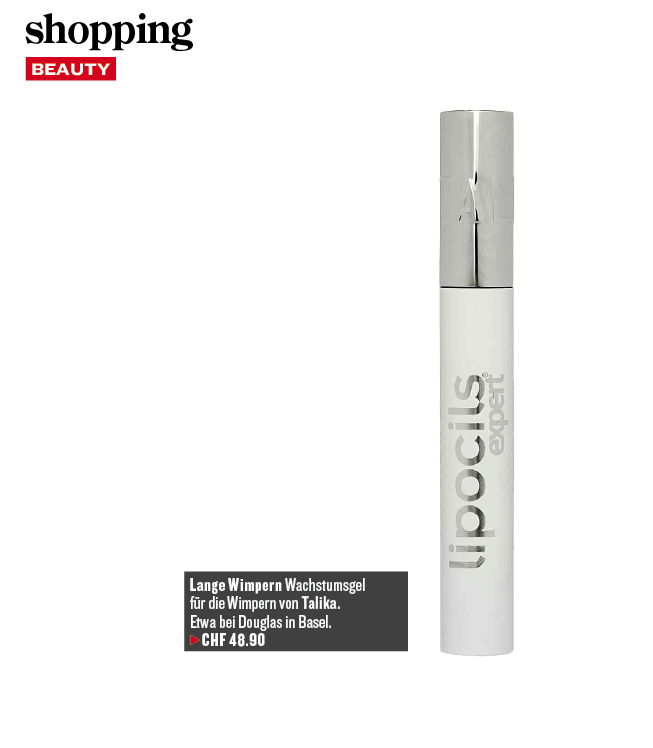 shopping
BEAUTY
lipocils
expert®
Lange Wimpern Wachstumsgel
für die Wimpern von Talika.
Etwa bei Douglas in Basel.
CHF 48.90